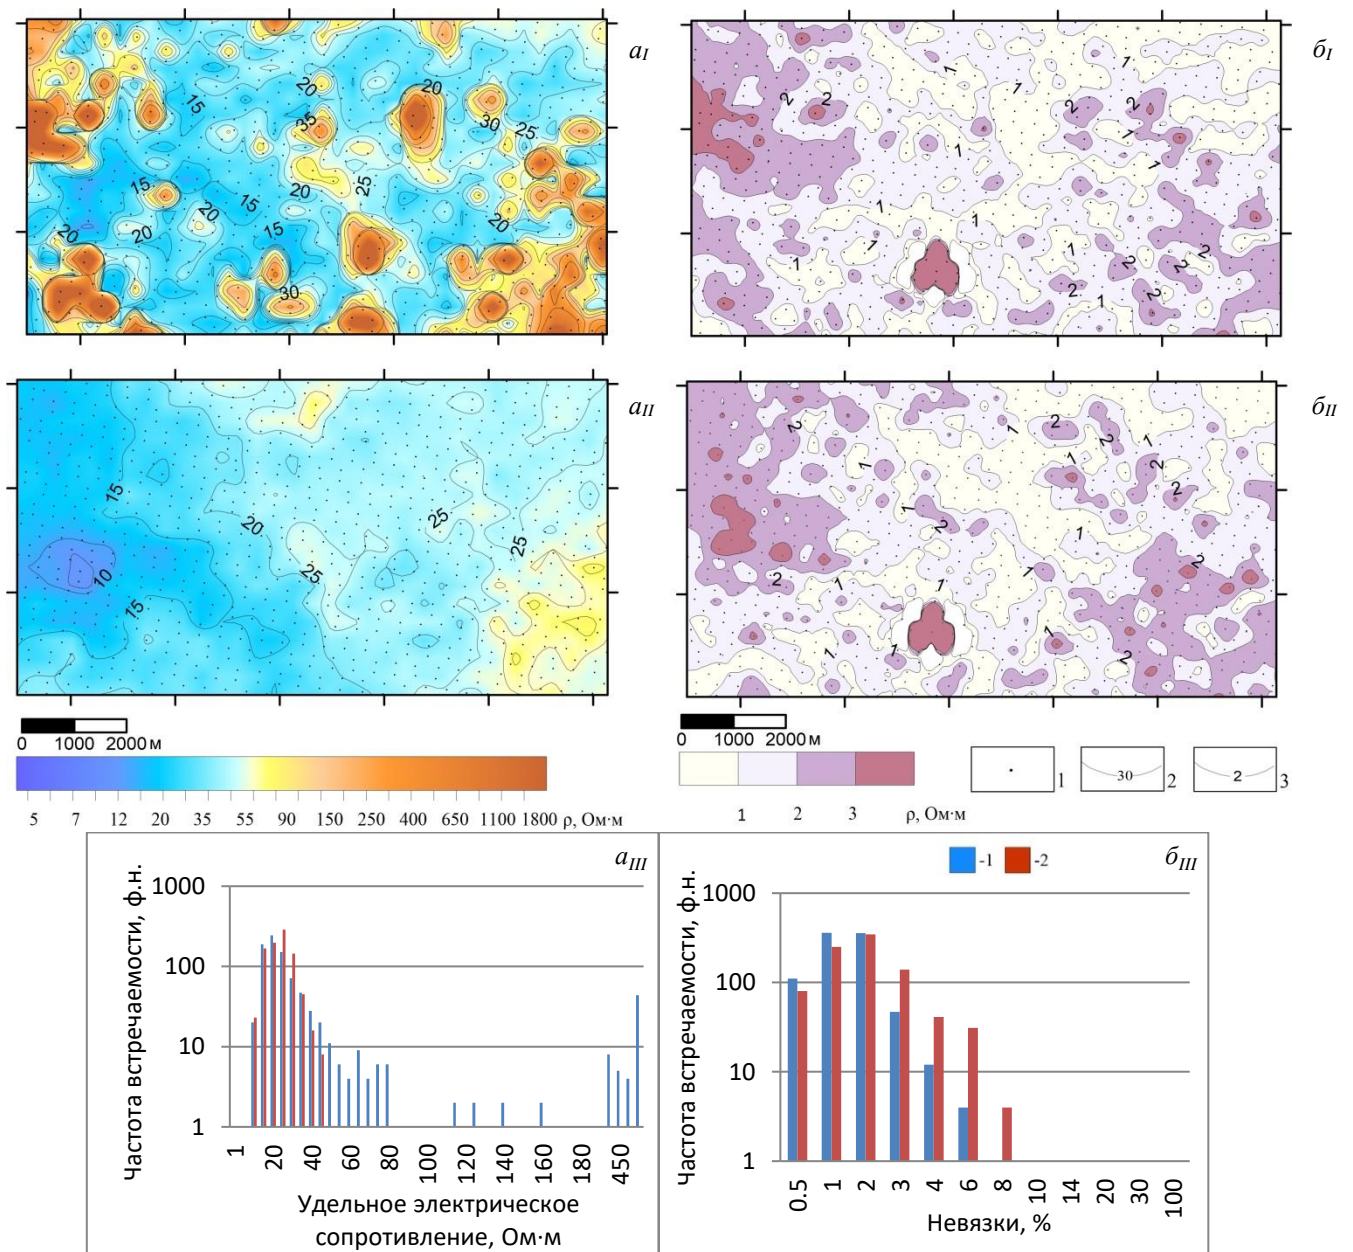 aI
20 15 20 35 20 30 25 15 20 25 15 20 20 20 15 20 30
бI
1 1 2 2 2 2 1 1 1 1 1 1 1 2 2 2 2 2 1
aII
15 20 25 25 25 10 15
бII
2 1 2 2 1 1 2 1 2 1 2 1 2 1 1 1 1 2 1 1
0 1000 2000 м
5 7 12 20 35 55 90 150 250 400 650 1100 1800 ρ, Ом·м
0 1000 2000 м
1 2 3 ρ, Ом·м
1
30 2
2 3
aIII
Частота встречаемости, ф.н.
1000
100
10
1
1 20 40 60 80 100 120 140 160 180 450
Удельное электрическое
сопротивление, Ом·м
-1 -2
бIII
Частота встречаемости, ф.н.
1000
100
10
1
0.5 1 2 3 4 6 8 10 14 20 30 100
Невязки, %